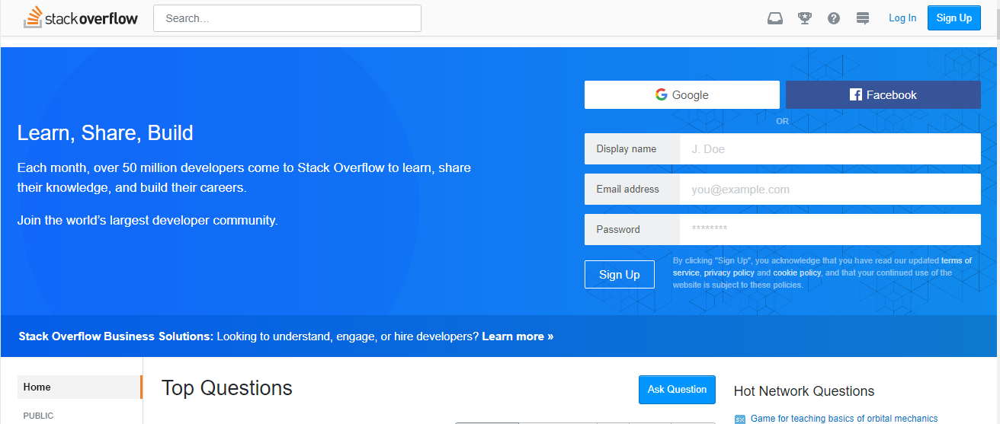 stack overflow
Search...
Log In
Sign Up
Learn, Share, Build
Each month, over 50 million developers come to Stack Overflow to learn, share
their knowledge, and build their careers.
Join the world’s largest developer community.
Google
Facebook
OR
Display name
J. Doe
Email address
you@example.com
Password
********
Sign Up
By clicking "Sign Up", you acknowledge that you have read our updated terms of
service, privacy policy and cookie policy, and that your continued use of the
website is subject to these policies.
Stack Overflow Business Solutions: Looking to understand, engage, or hire developers? Learn more »
Home
PUBLIC
Top Questions
Ask Question
Hot Network Questions
sx Game for teaching basics of orbital mechanics